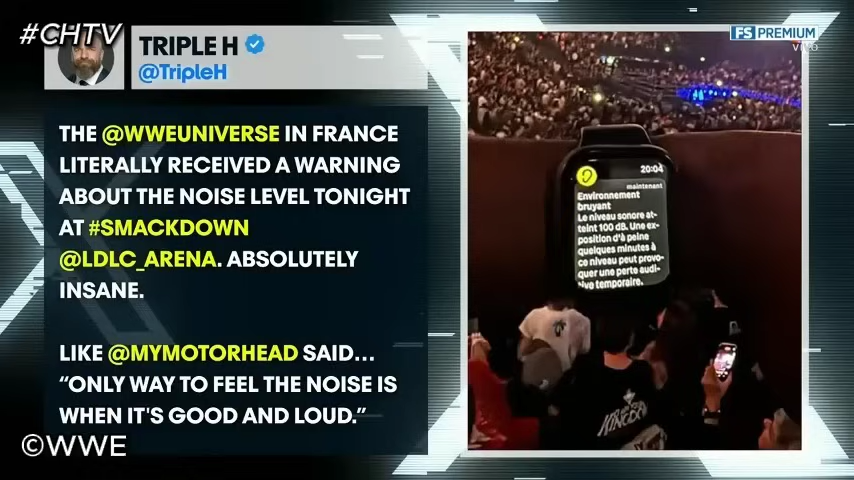 #CHTV
TRIPLE H
@TripleH
FS PREMIUM
VIVO
THE @WWEUNIVERSE IN FRANCE
LITERALLY RECEIVED A WARNING
ABOUT THE NOISE LEVEL TONIGHT
AT #SMACKDOWN
@LDLC_ARENA. ABSOLUTELY
INSANE.
LIKE @MYMOTORHEAD SAID...
“ONLY WAY TO FEEL THE NOISE IS
WHEN IT'S GOOD AND LOUD.”
©WWE
20:04
maintenant
Environnement
bruyant
Le niveau sonore at-
teint 100 dB. Une ex-
position d'à peine
quelques minutes à
ce niveau peut provo-
quer une perte audi-
tive temporaire.
KINGDOM